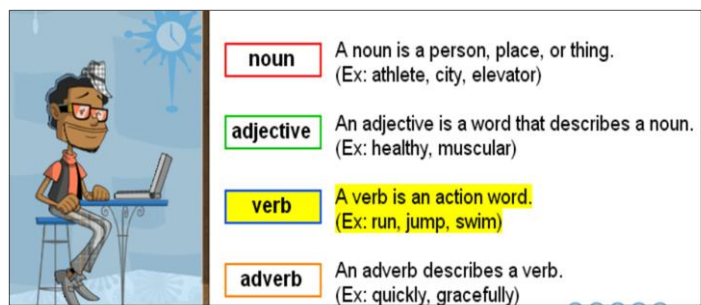 noun
A noun is a person, place, or thing.
(Ex: athlete, city, elevator)
adjective
An adjective is a word that describes a noun.
(Ex: healthy, muscular)
verb
A verb is an action word.
(Ex: run, jump, swim)
adverb
An adverb describes a verb.
(Ex: quickly, gracefully)